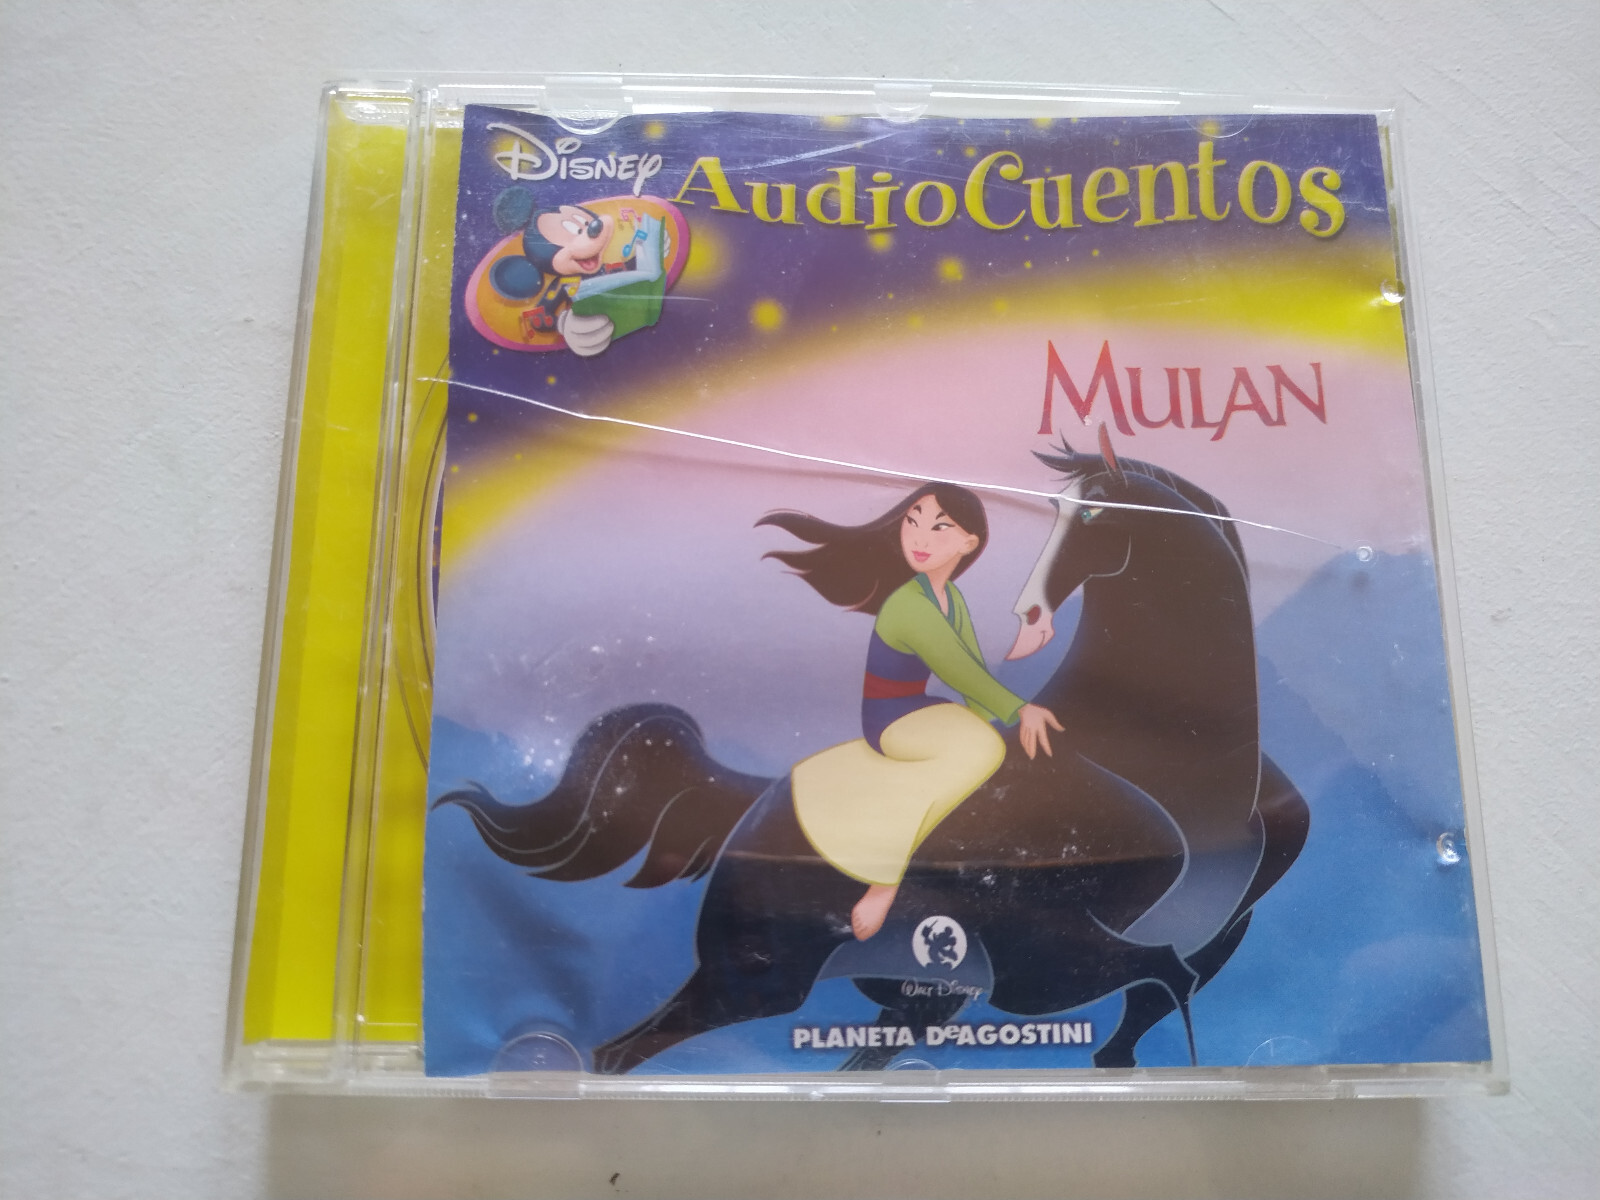 Disney
AudioCuentos
MULAN
Walt Disney
PLANETA DeAGOSTINI